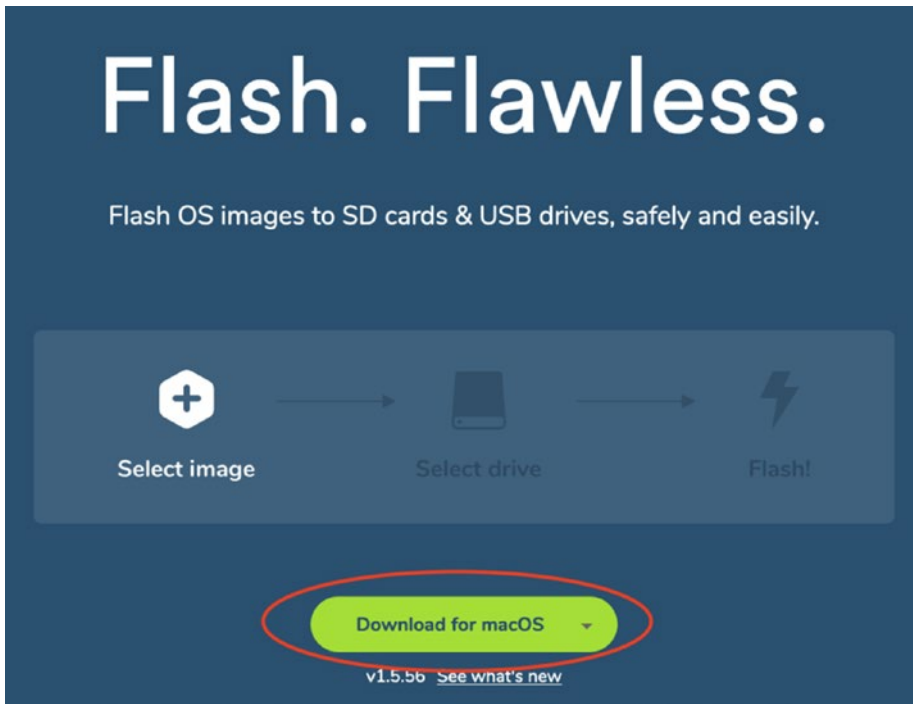 Flash. Flawless.
Flash OS images to SD cards & USB drives, safely and easily.
Select image
Select drive
Flash!
Download for macOS
v1.5.56 See what's new